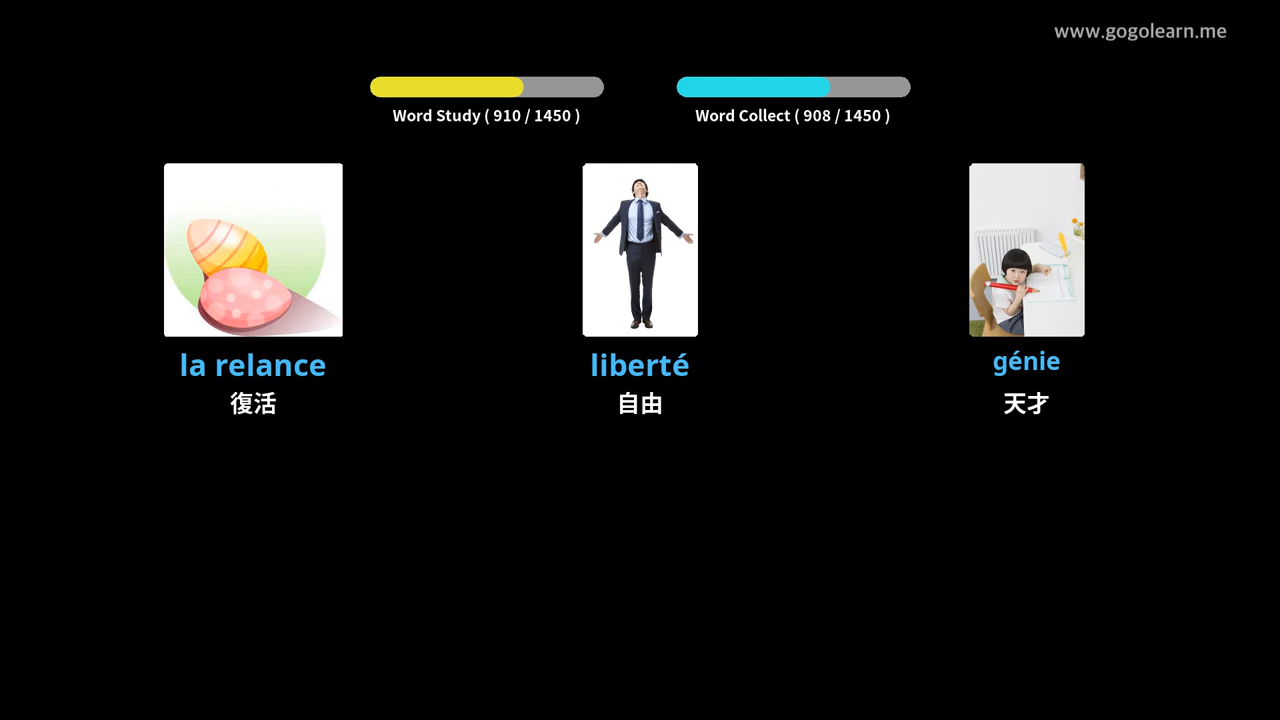 www.gogolearn.me
Word Study ( 910 / 1450 )
Word Collect ( 908 / 1450 )
la relance
復活
liberté
自由
génie
天才